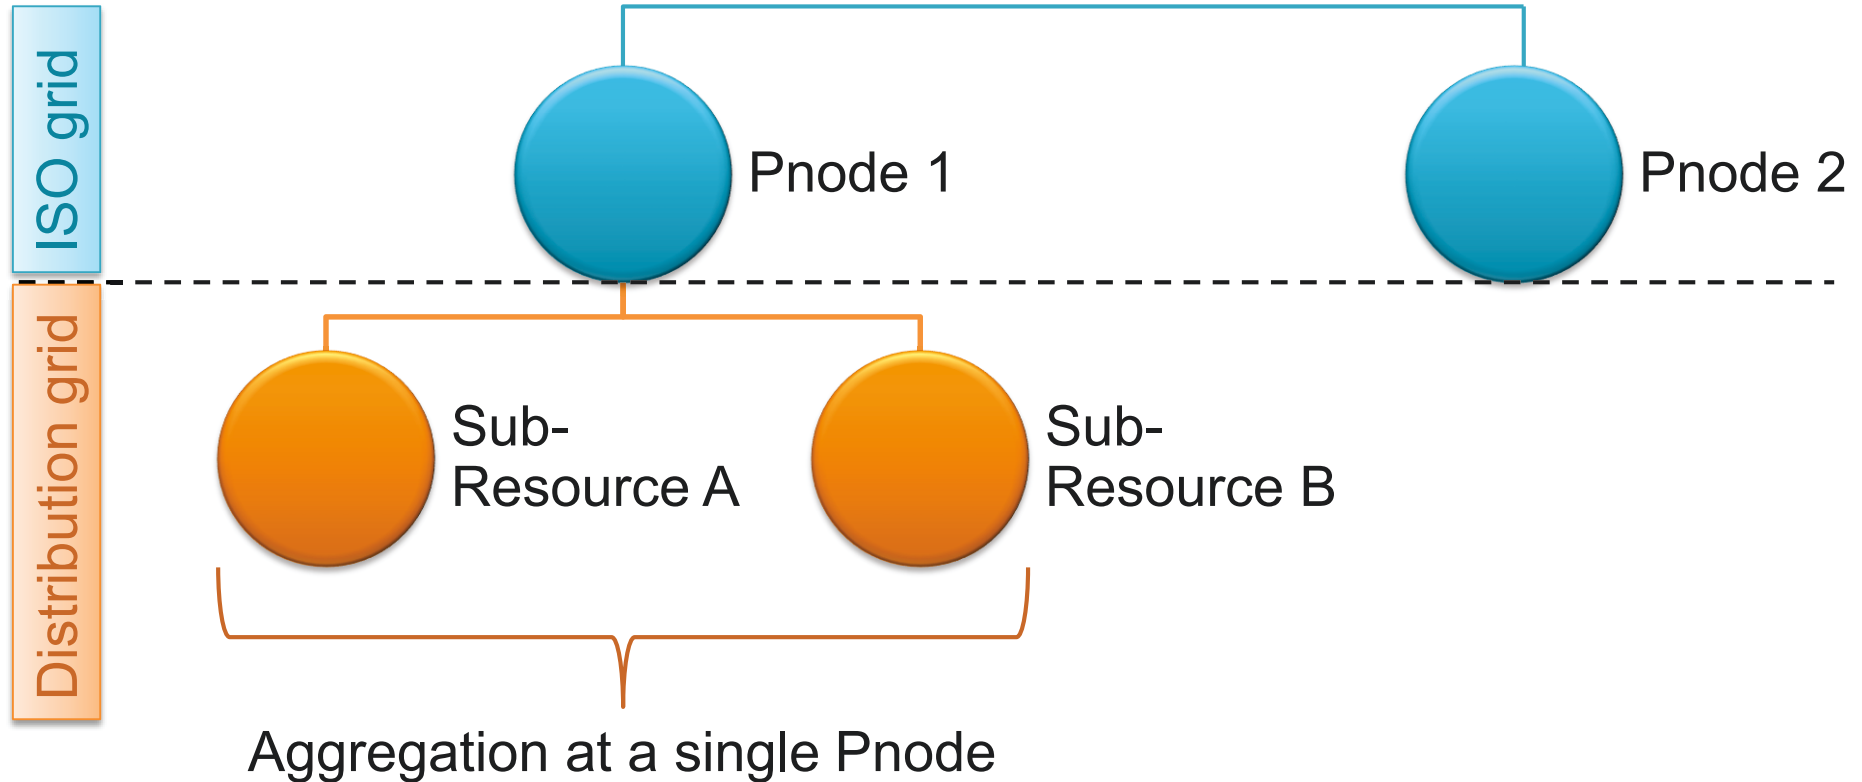 ISO grid
Pnode 1
Pnode 2
Distribution grid
Sub-
Resource A
Sub-
Resource B
Aggregation at a single Pnode